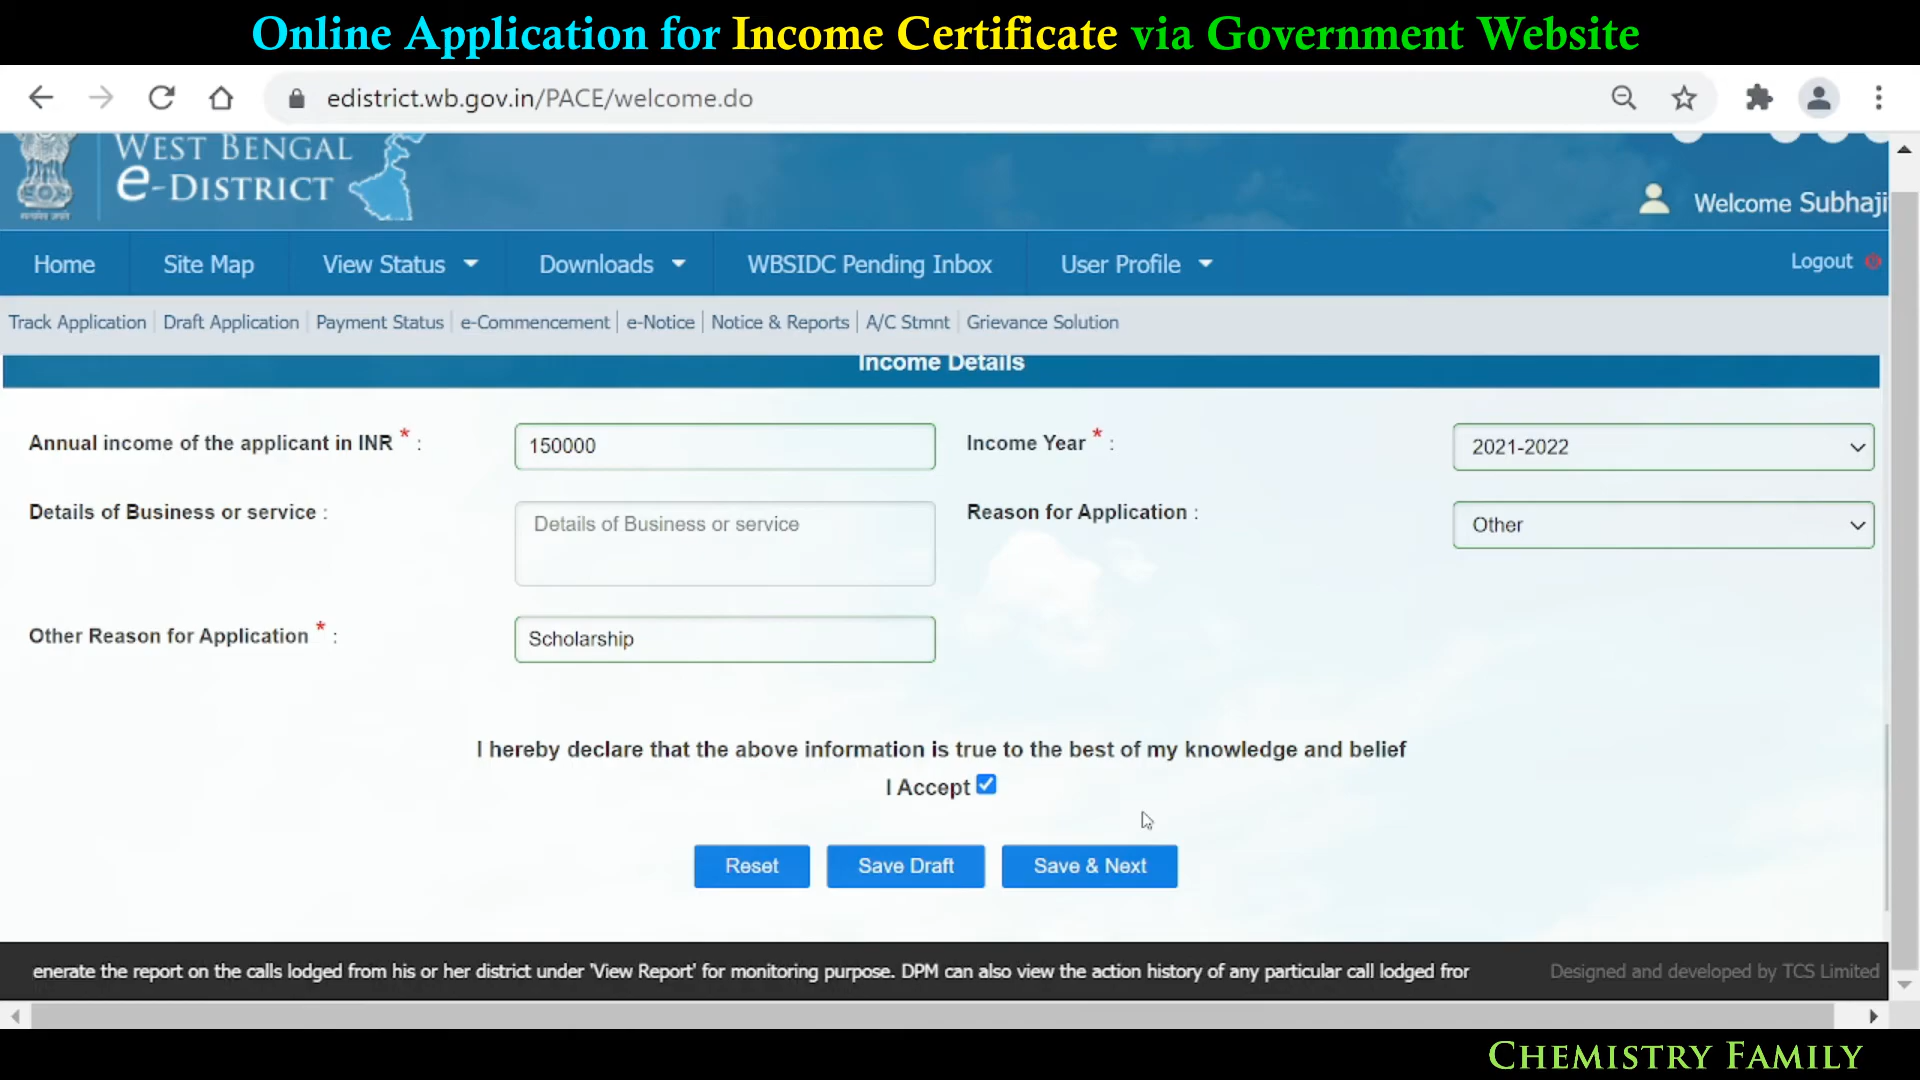 Online Application for Income Certificate via Government Website
edistrict.wb.gov.in/PACE/welcome.do
WEST BENGAL
e-DISTRICT
Welcome Subhaji
Home Site Map View Status Downloads WBSIDC Pending Inbox User Profile Logout
Track Application Draft Application Payment Status e-Commencement e-Notice Notice & Reports A/C Stmnt Grievance Solution
Income Details
Annual income of the applicant in INR * : 150000 Income Year * : 2021-2022
Details of Business or service : Details of Business or service Reason for Application : Other
Other Reason for Application * : Scholarship
I hereby declare that the above information is true to the best of my knowledge and belief
I Accept
Reset Save Draft Save & Next
enerate the report on the calls lodged from his or her district under 'View Report' for monitoring purpose. DPM can also view the action history of any particular call lodged fror Designed and developed by TCS Limited
CHEMISTRY FAMILY